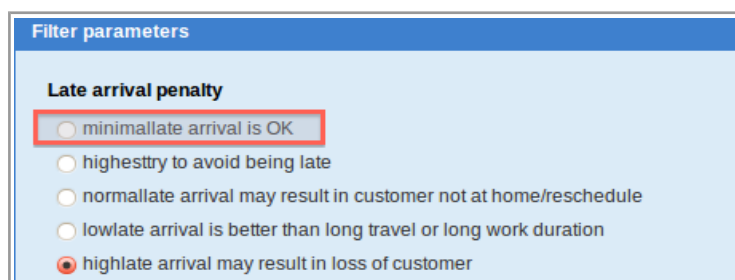 Filter parameters
Late arrival penalty
minimallate arrival is OK
highesttry to avoid being late
normallate arrival may result in customer not at home/reschedule
lowlate arrival is better than long travel or long work duration
highlate arrival may result in loss of customer